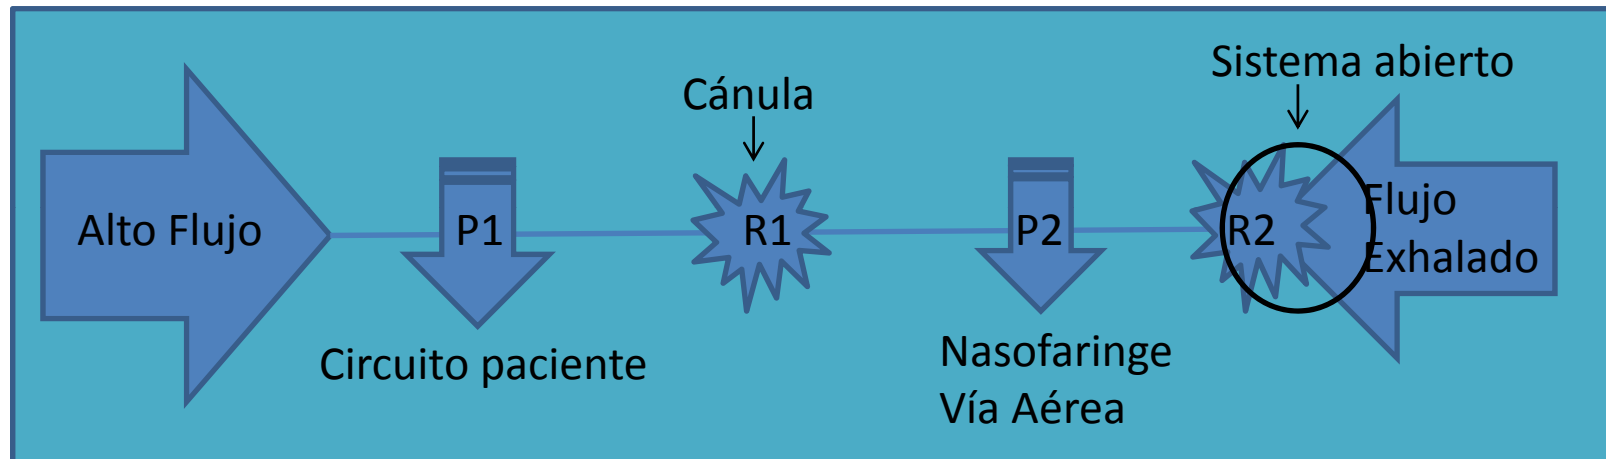 Sistema abierto
Cánula
Alto Flujo
P1
R1
P2
R2
Flujo
Exhalado
Circuito paciente
Nasofaringe
Vía Aérea